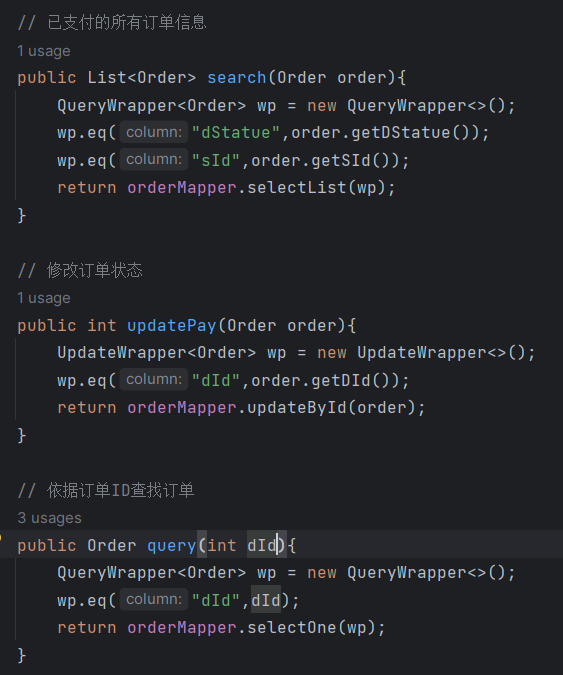 // 已支付的所有订单信息
1 usage
public List<Order> search(Order order){
QueryWrapper<Order> wp = new QueryWrapper<>();
wp.eq( column: "dStatue",order.getDStatue());
wp.eq( column: "sId",order.getSId());
return orderMapper.selectList(wp);
}
// 修改订单状态
1 usage
public int updatePay(Order order){
UpdateWrapper<Order> wp = new UpdateWrapper<>();
wp.eq( column: "dId",order.getDId());
return orderMapper.updateById(order);
}
// 依据订单ID查找订单
3 usages
public Order query(int dId){
QueryWrapper<Order> wp = new QueryWrapper<>();
wp.eq( column: "dId",dId);
return orderMapper.selectOne(wp);
}